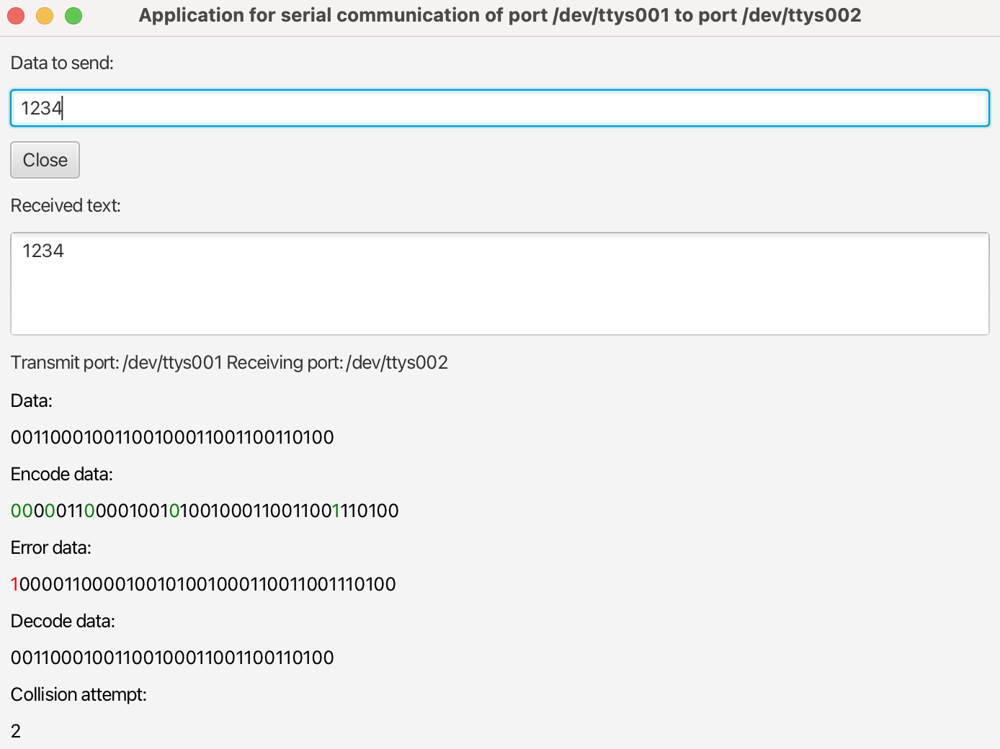 Application for serial communication of port /dev/ttys001 to port /dev/ttys002
Data to send:
1234
Close
Received text:
1234
Transmit port: /dev/ttys001 Receiving port: /dev/ttys002
Data:
00110001001100100011001100110100
Encode data:
00000110000100101001000110011001110100
Error data:
10000110000100101001000110011001110100
Decode data:
00110001001100100011001100110100
Collision attempt:
2